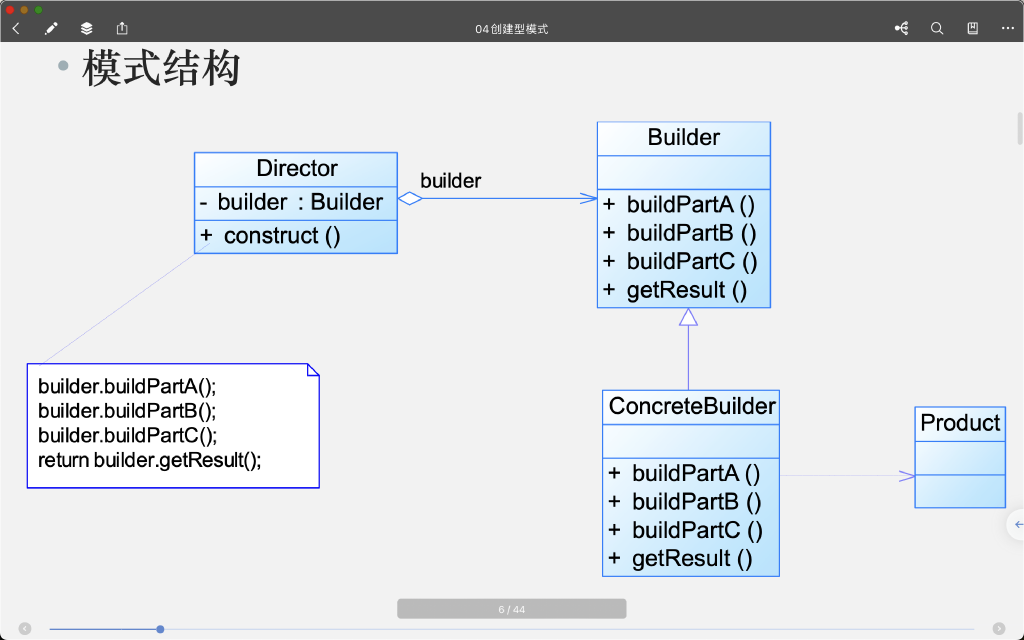 04创建型模式
• 模式结构
Director
- builder : Builder
+ construct ()
builder
Builder
+ buildPartA ()
+ buildPartB ()
+ buildPartC ()
+ getResult ()
builder.buildPartA();
builder.buildPartB();
builder.buildPartC();
return builder.getResult();
ConcreteBuilder
+ buildPartA ()
+ buildPartB ()
+ buildPartC ()
+ getResult ()
Product
6 / 44